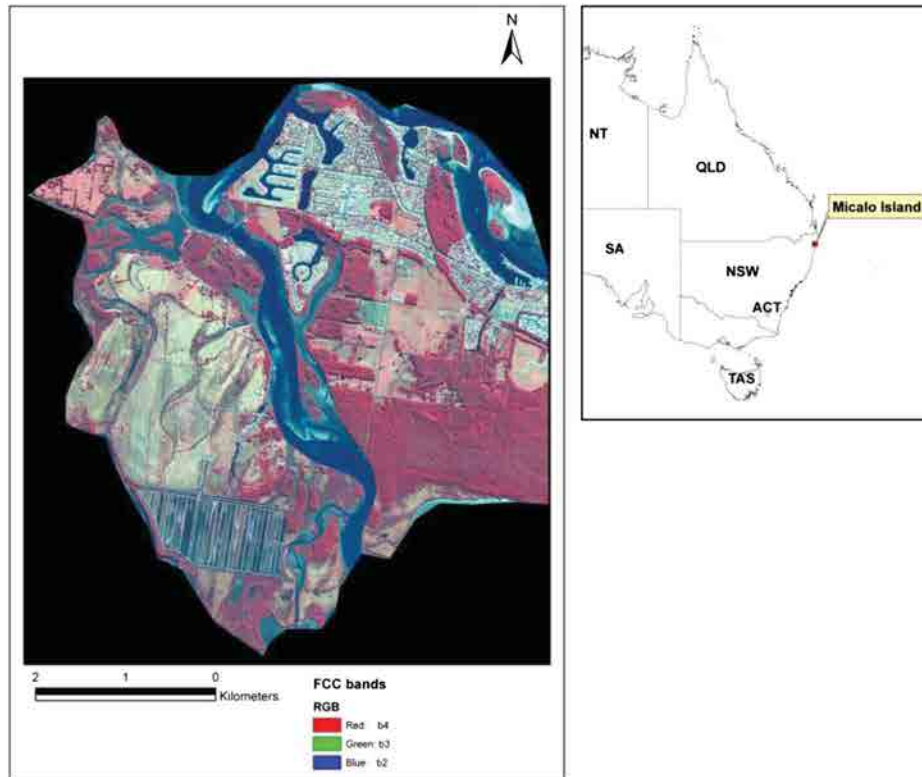 N
2 1 0
Kilometers
FCC bands
RGB
Red: b4
Green: b3
Blue: b2
NT
QLD
Micalo Island
SA
NSW
ACT
TAS